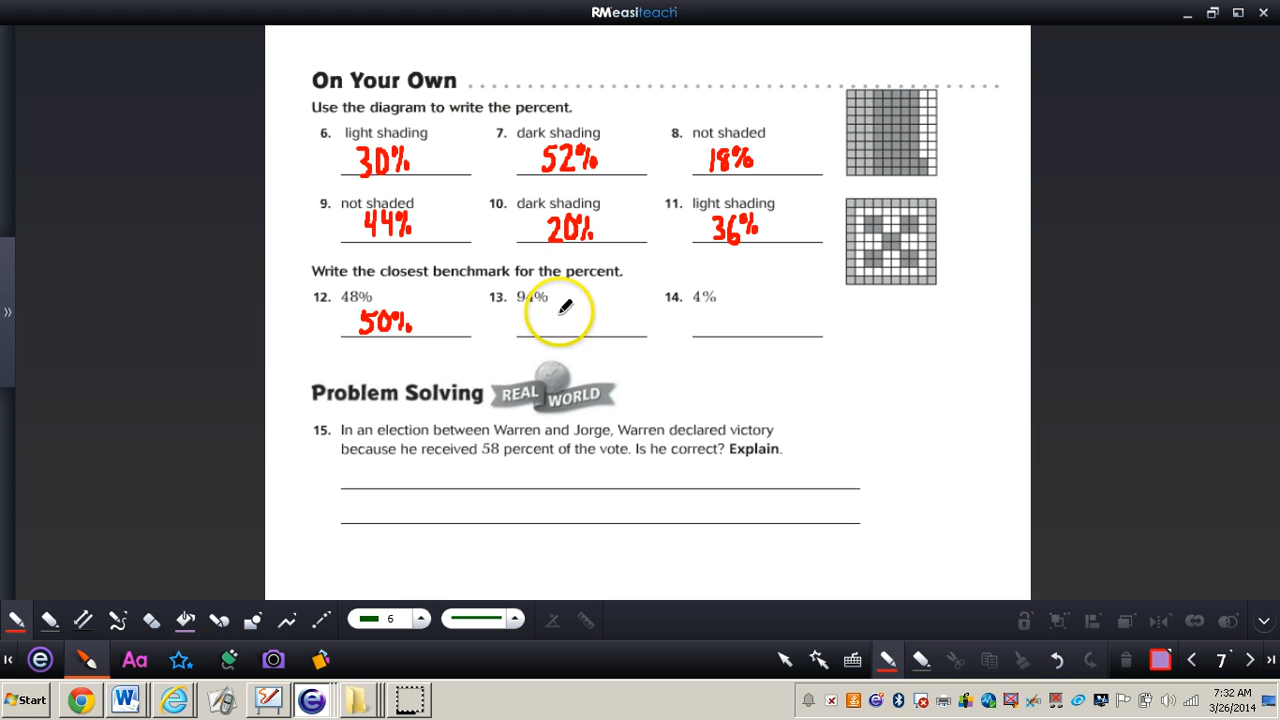 RMeasiteach
On Your Own
Use the diagram to write the percent.
6. light shading 7. dark shading 8. not shaded
30% 52% 18%
9. not shaded 10. dark shading 11. light shading
44% 20% 36%
Write the closest benchmark for the percent.
12. 48% 13. 14. 4%
50%
Problem Solving REAL WORLD
15. In an election between Warren and Jorge, Warren declared victory
because he received 58 percent of the vote. Is he correct? Explain.
6
Aa 7
Start 7:32 AM
3/26/2014